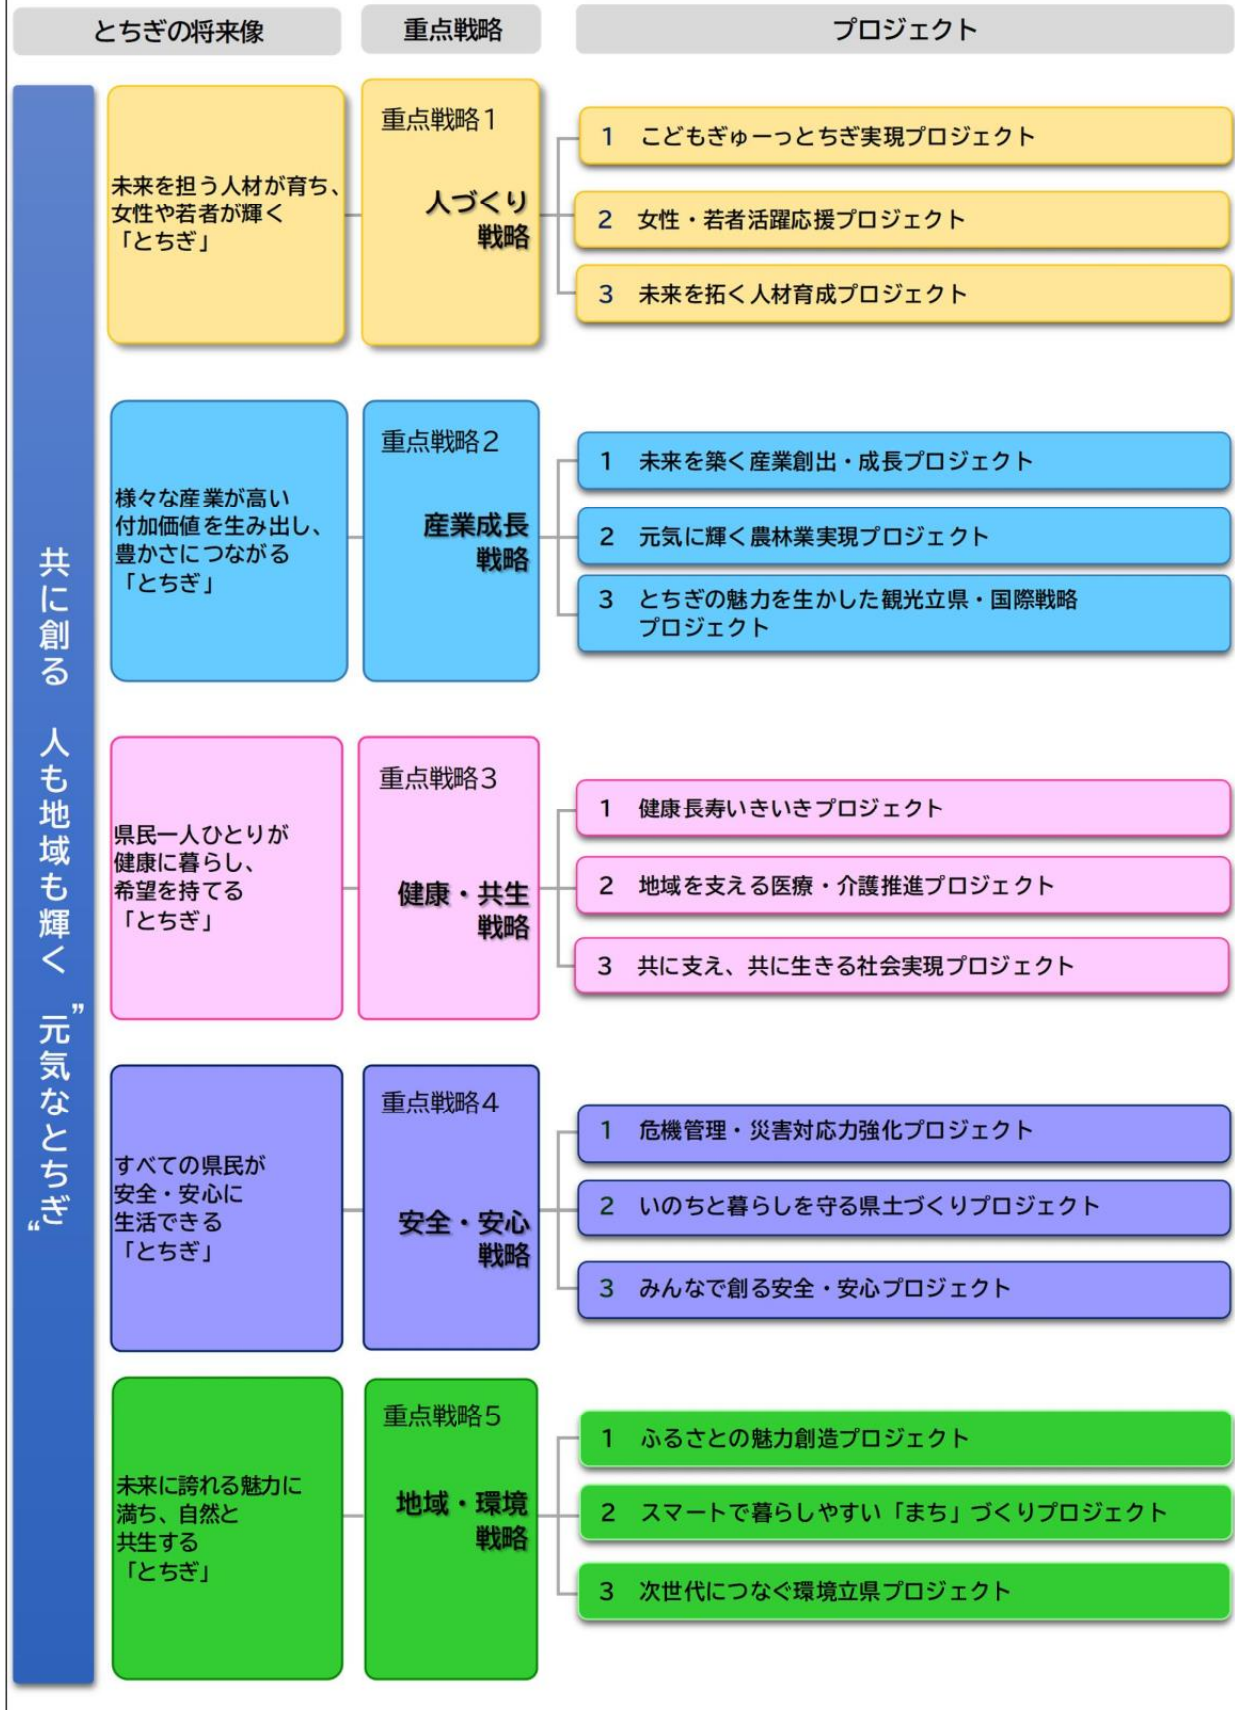 とちぎの将来像
重点戦略
プロジェクト
共に創る 人も地域も輝く “元気なとちぎ”
未来を担う人材が育ち、
女性や若者が輝く
「とちぎ」
重点戦略1
人づくり
戦略
1 こどもぎゅーっとちぎ実現プロジェクト
2 女性・若者活躍応援プロジェクト
3 未来を拓く人材育成プロジェクト
様々な産業が高い
付加価値を生み出し、
豊かさにつながる
「とちぎ」
重点戦略2
産業成長
戦略
1 未来を築く産業創出・成長プロジェクト
2 元気に輝く農林業実現プロジェクト
3 とちぎの魅力を生かした観光立県・国際戦略
プロジェクト
県民一人ひとりが
健康に暮らし、
希望を持てる
「とちぎ」
重点戦略3
健康・共生
戦略
1 健康長寿いきいきプロジェクト
2 地域を支える医療・介護推進プロジェクト
3 共に支え、共に生きる社会実現プロジェクト
すべての県民が
安全・安心に
生活できる
「とちぎ」
重点戦略4
安全・安心
戦略
1 危機管理・災害対応力強化プロジェクト
2 いのちと暮らしを守る県土づくりプロジェクト
3 みんなで創る安全・安心プロジェクト
未来に誇れる魅力に
満ち、自然と
共生する
「とちぎ」
重点戦略5
地域・環境
戦略
1 ふるさとの魅力創造プロジェクト
2 スマートで暮らしやすい「まち」づくりプロジェクト
3 次世代につなぐ環境立県プロジェクト